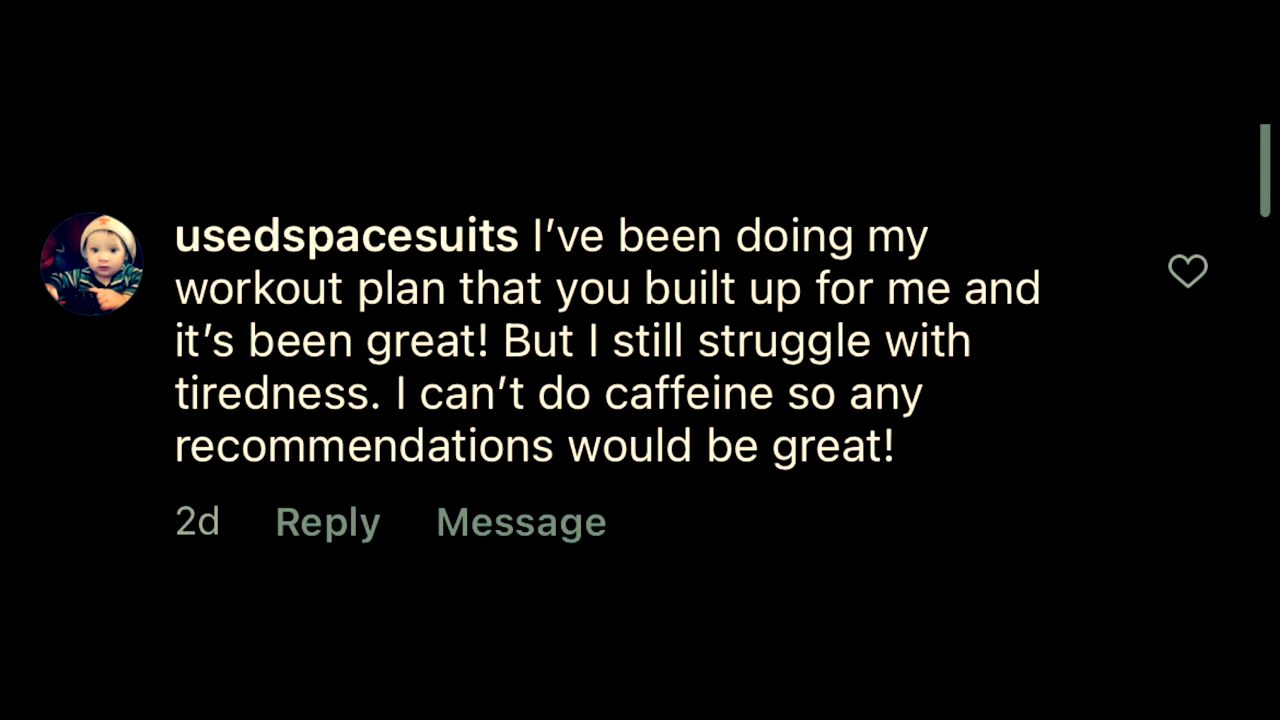 usedspacesuits I’ve been doing my
workout plan that you built up for me and
it’s been great! But I still struggle with
tiredness. I can’t do caffeine so any
recommendations would be great!
2d Reply Message